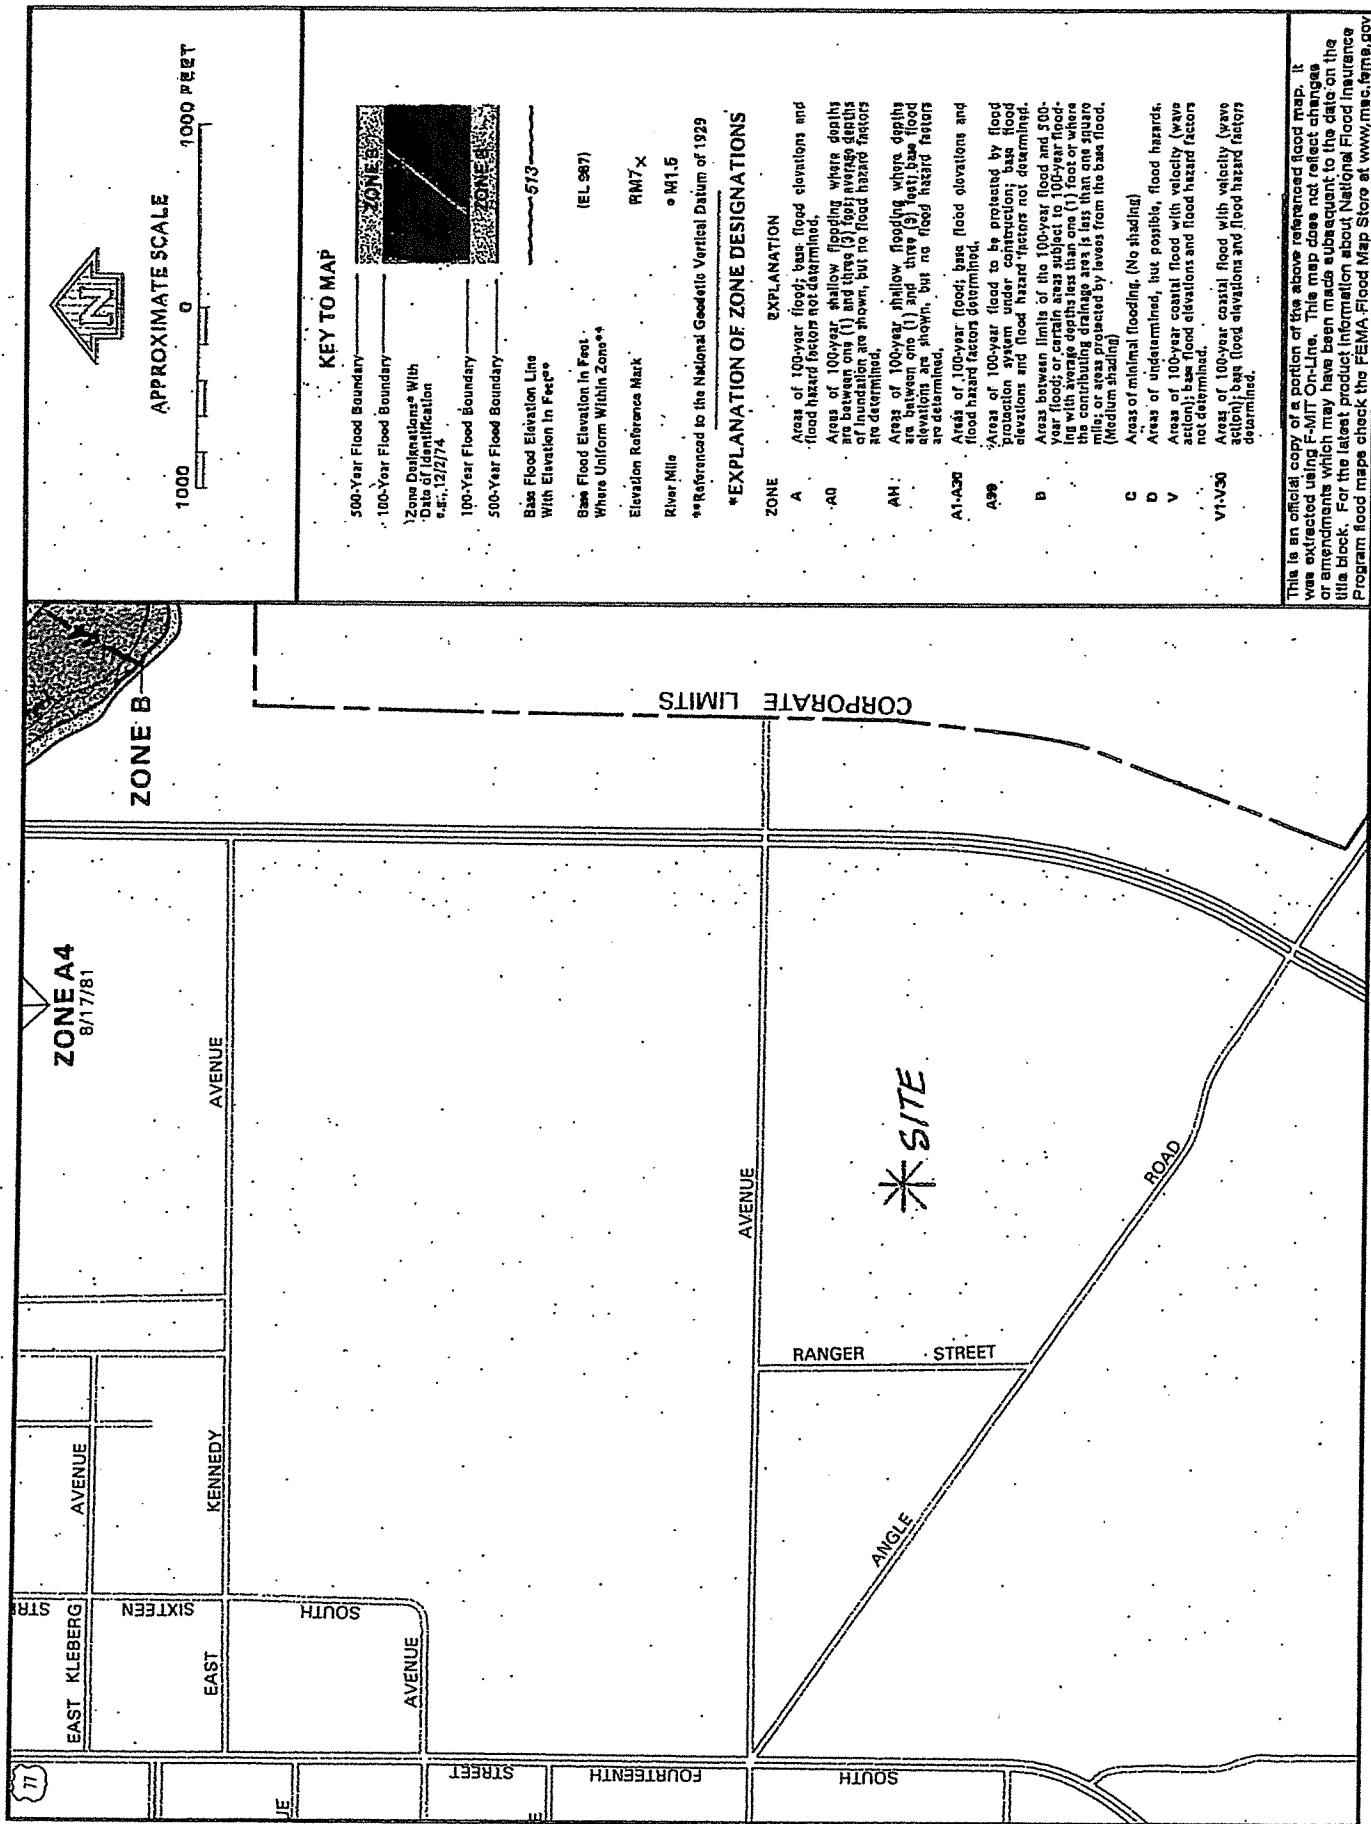 APPROXIMATE SCALE
1000 0 1000 FEET
KEY TO MAP
500-Year Flood Boundary
100-Year Flood Boundary
Zone Designations* With
Date of Identification
e.g., 12/2/74
100-Year Flood Boundary
500-Year Flood Boundary
ZONE B
ZONE B
Base Flood Elevation Line
With Elevation In Feet**
513
Base Flood Elevation In Feet
Where Uniform Within Zone**
(EL 987)
Elevation Reference Mark
RM7×
River Mile
• M1.5
**Referenced to the National Geodetic Vertical Datum of 1929
*EXPLANATION OF ZONE DESIGNATIONS
ZONE EXPLANATION
A Areas of 100-year flood; base flood elevations and
flood hazard factors not determined.
A0 Areas of 100-year shallow flooding where depths
are between one (1) and three (3) feet; average depths
of inundation are shown, but no flood hazard factors
are determined.
AH Areas of 100-year shallow flooding where depths
are between one (1) and three (3) feet; base flood
elevations are shown, but no flood hazard factors
are determined.
A1-A30 Areas of 100-year flood; base flood elevations and
flood hazard factors determined.
A99 Areas of 100-year flood to be protected by flood
protection system under construction; base flood
elevations and flood hazard factors not determined.
B Areas between limits of the 100-year flood and 500-
year flood; or certain areas subject to 100-year flood-
ing with average depths less than one (1) foot or where
the contributing drainage area is less than one square
mile; or areas protected by levees from the base flood.
(Medium shading)
C Areas of minimal flooding. (No shading)
D Areas of undetermined, but possible, flood hazards.
V Areas of 100-year coastal flood with velocity (wave
action); base flood elevations and flood hazard factors
not determined.
V1-V30 Areas of 100-year coastal flood with velocity (wave
action); base flood elevations and flood hazard factors
determined.
This is an official copy of a portion of the above referenced flood map. It
was extracted using F-MIT On-Line. This map does not reflect changes
or amendments which may have been made subsequent to the date on the
title block. For the latest product information about National Flood Insurance
Program flood maps check the FEMA Flood Map Store at www.msc.fema.gov
77
ZONE A4
8/17/81
ZONE B
CORPORATE LIMITS
EAST KLEBERG AVENUE
SOUTH SIXTEEN STR
EAST KENNEDY AVENUE
AVENUE
UE
E
SOUTH FOURTEENTH STREET
AVENUE
RANGER STREET
SITE
ANGLE ROAD